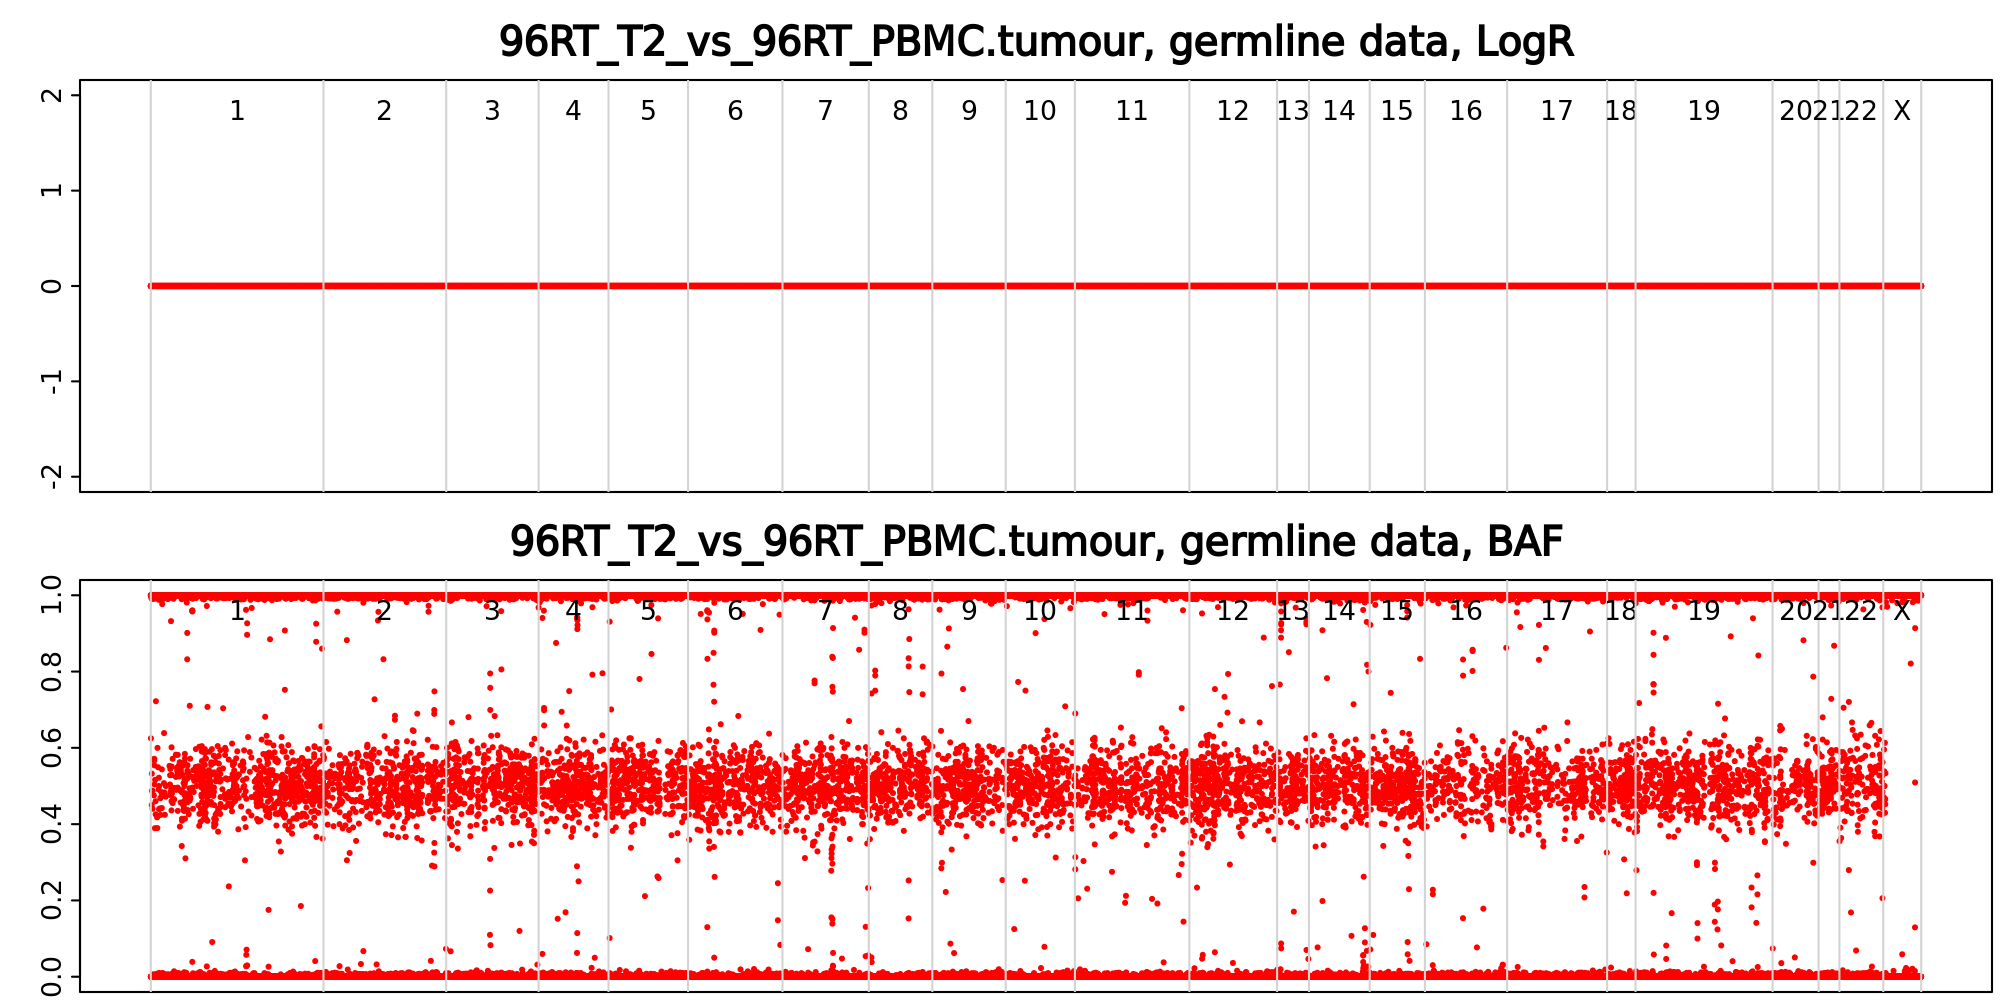 96RT_T2_vs_96RT_PBMC.tumour, germline data, LogR
2
1
0
-1
-2
1 2 3 4 5 6 7 8 9 10 11 12 13 14 15 16 17 18 19 20 21 22 X
96RT_T2_vs_96RT_PBMC.tumour, germline data, BAF
1.0
0.8
0.6
0.4
0.2
0.0
1 2 3 4 5 6 7 8 9 10 11 12 13 14 15 16 17 18 19 20 21 22 X